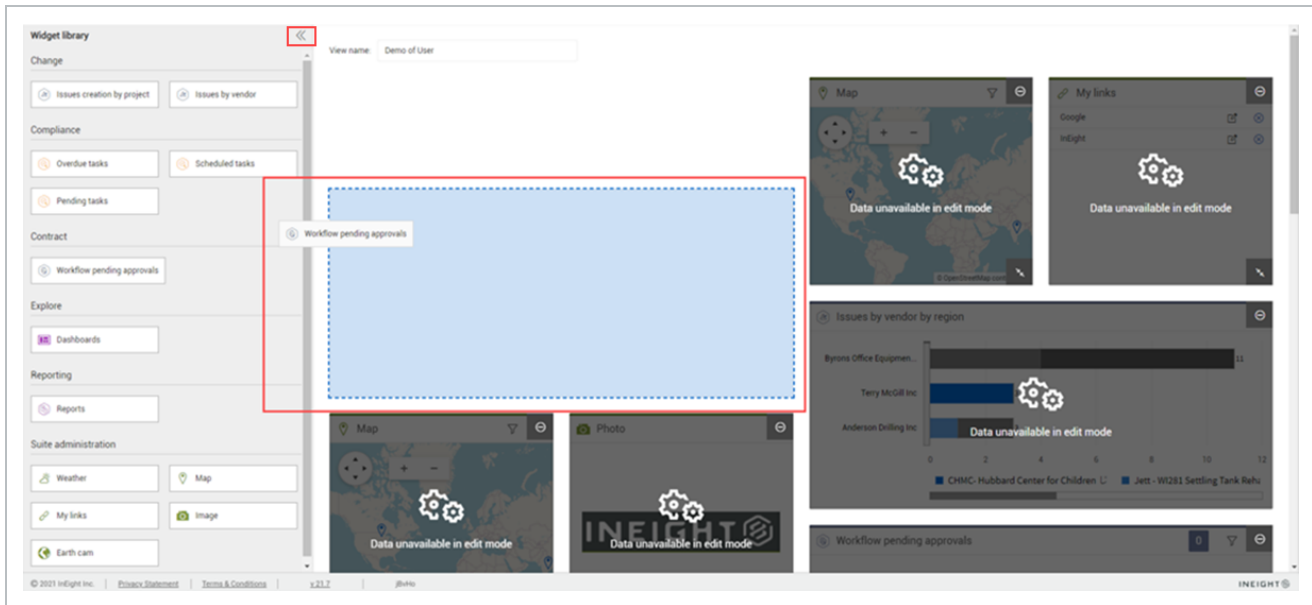 Widget library
Change
Issues creation by project
Issues by vendor
Compliance
Overdue tasks
Scheduled tasks
Pending tasks
Contract
Workflow pending approvals
Explore
Dashboards
Reporting
Reports
Suite administration
Weather
Map
My links
Image
Earth cam
View name: Demo of User
Workflow pending approvals
Map
© OpenStreetMap.com
Data unavailable in edit mode
My links
Google
InEight
Data unavailable in edit mode
Issues by vendor by region
Byrons Office Equipmen...
11
Terry McGill Inc
Anderson Drilling Inc
Data unavailable in edit mode
0 2 4 6 8 10 12
CHMC- Hubbard Center for Children
Jett - WI281 Settling Tank Reha
Map
Data unavailable in edit mode
Photo
INEIGHT
Data unavailable in edit mode
Workflow pending approvals
0
© 2021 InEight Inc. Privacy Statement Terms & Conditions v 21.7
INEIGHT